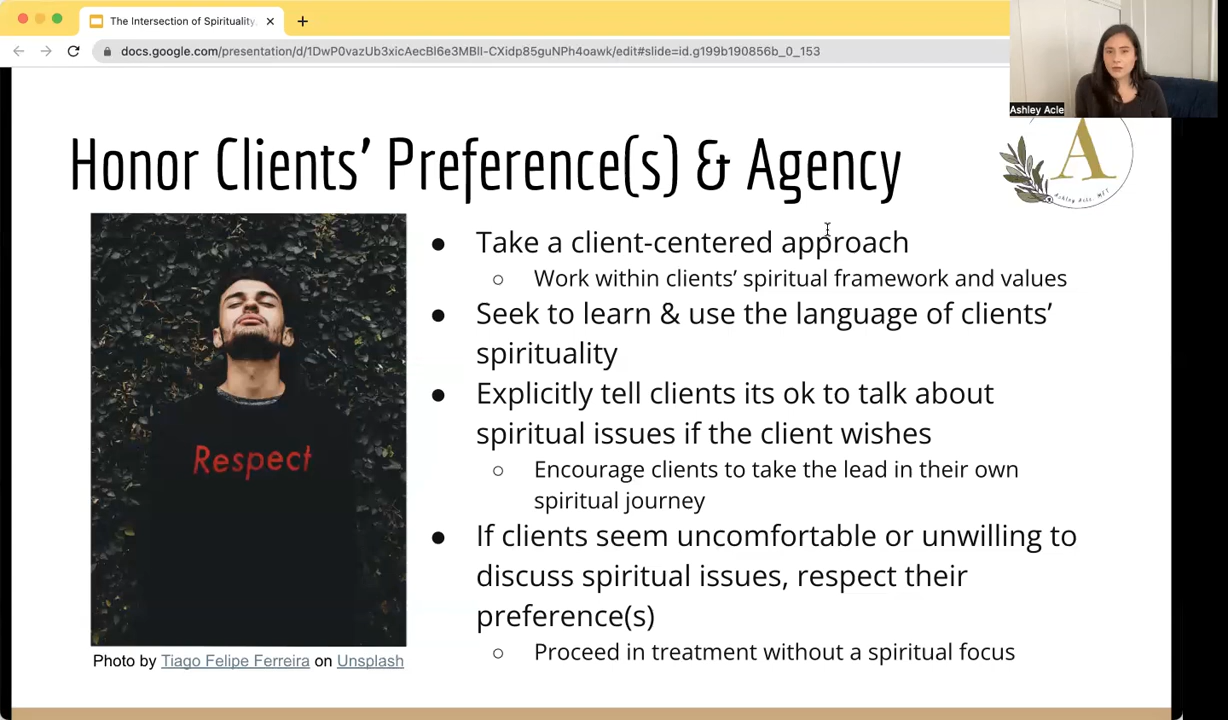 The Intersection of Spirituality
docs.google.com/presentation/d/1DwP0vazUb3xicAecBI6e3MBlI-CXidp85guNPh4oawk/edit#slide=id.g199b190856b_0_153
Ashley Acle
Honor Clients' Preference(s) & Agency
A
Ashley Acle, MFT
Respect
● Take a client-centered approach
○ Work within clients' spiritual framework and values
● Seek to learn & use the language of clients'
spirituality
● Explicitly tell clients its ok to talk about
spiritual issues if the client wishes
○ Encourage clients to take the lead in their own
spiritual journey
● If clients seem uncomfortable or unwilling to
discuss spiritual issues, respect their
preference(s)
○ Proceed in treatment without a spiritual focus
Photo by Tiago Felipe Ferreira on Unsplash